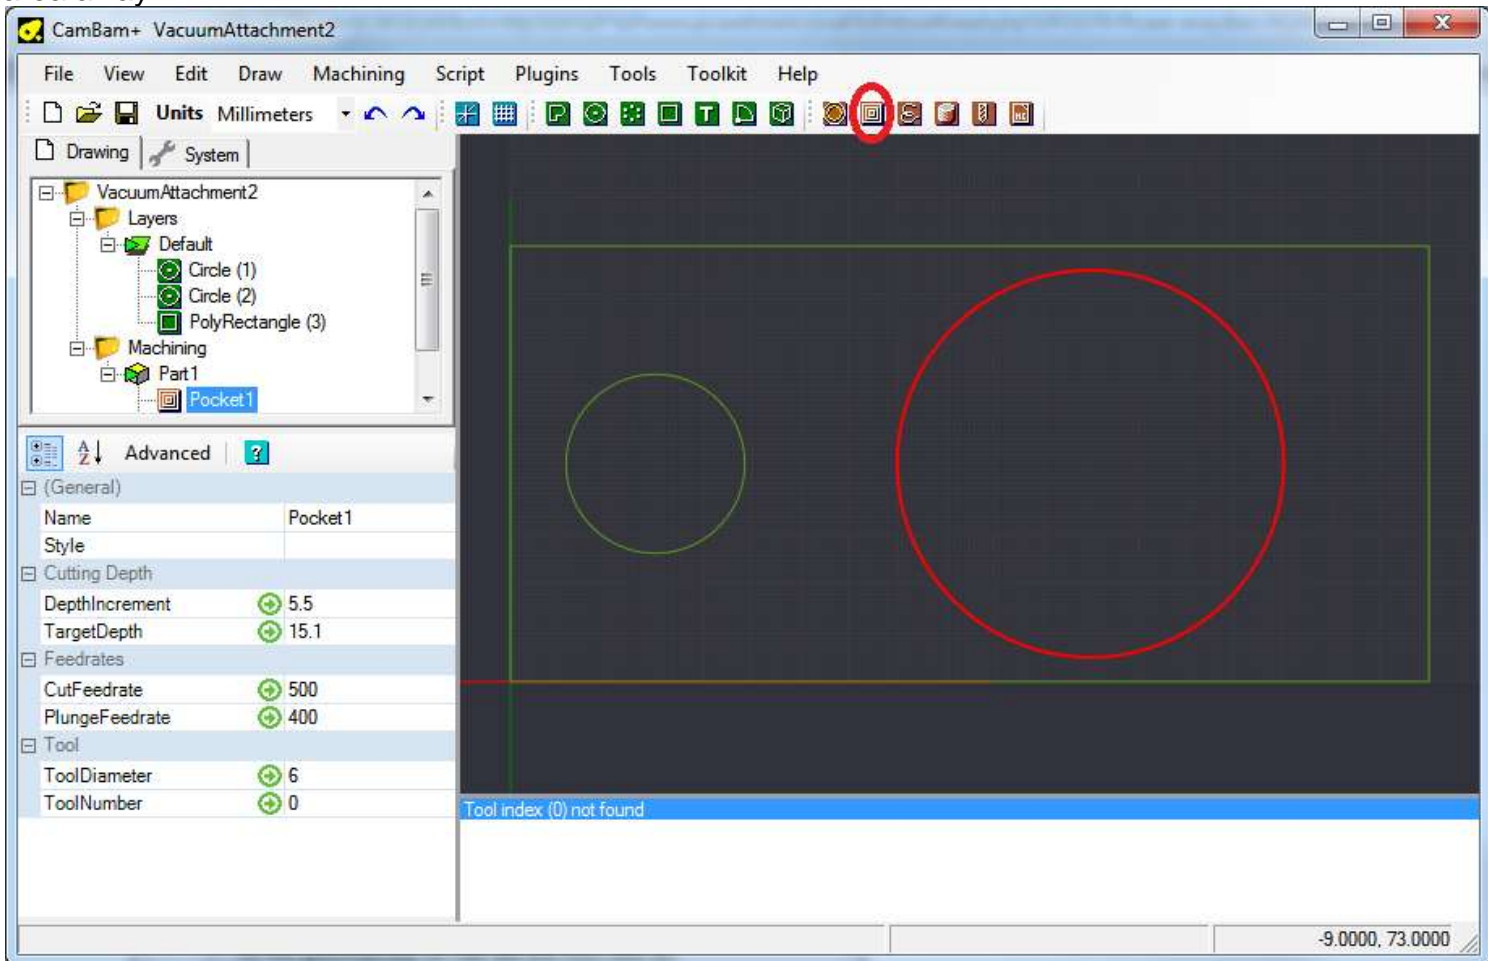 CamBam+ VacuumAttachment2
File View Edit Draw Machining Script Plugins Tools Toolkit Help
Units Millimeters
Drawing System
VacuumAttachment2
Layers
Default
Circle (1)
Circle (2)
PolyRectangle (3)
Machining
Part1
Pocket1
Advanced
(General)
Name Pocket1
Style
Cutting Depth
DepthIncrement 5.5
TargetDepth 15.1
Feedrates
CutFeedrate 500
PlungeFeedrate 400
Tool
ToolDiameter 6
ToolNumber 0
Tool index (0) not found
-9.0000, 73.0000